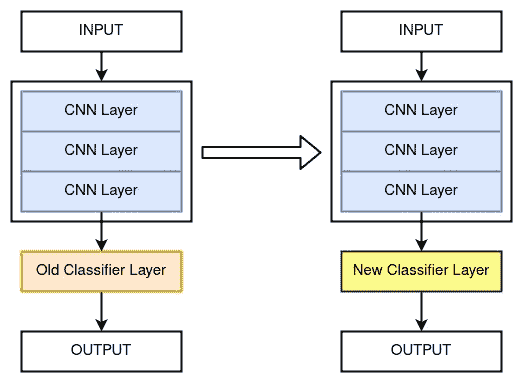 INPUT
CNN Layer
CNN Layer
CNN Layer
Old Classifier Layer
OUTPUT
INPUT
CNN Layer
CNN Layer
CNN Layer
New Classifier Layer
OUTPUT